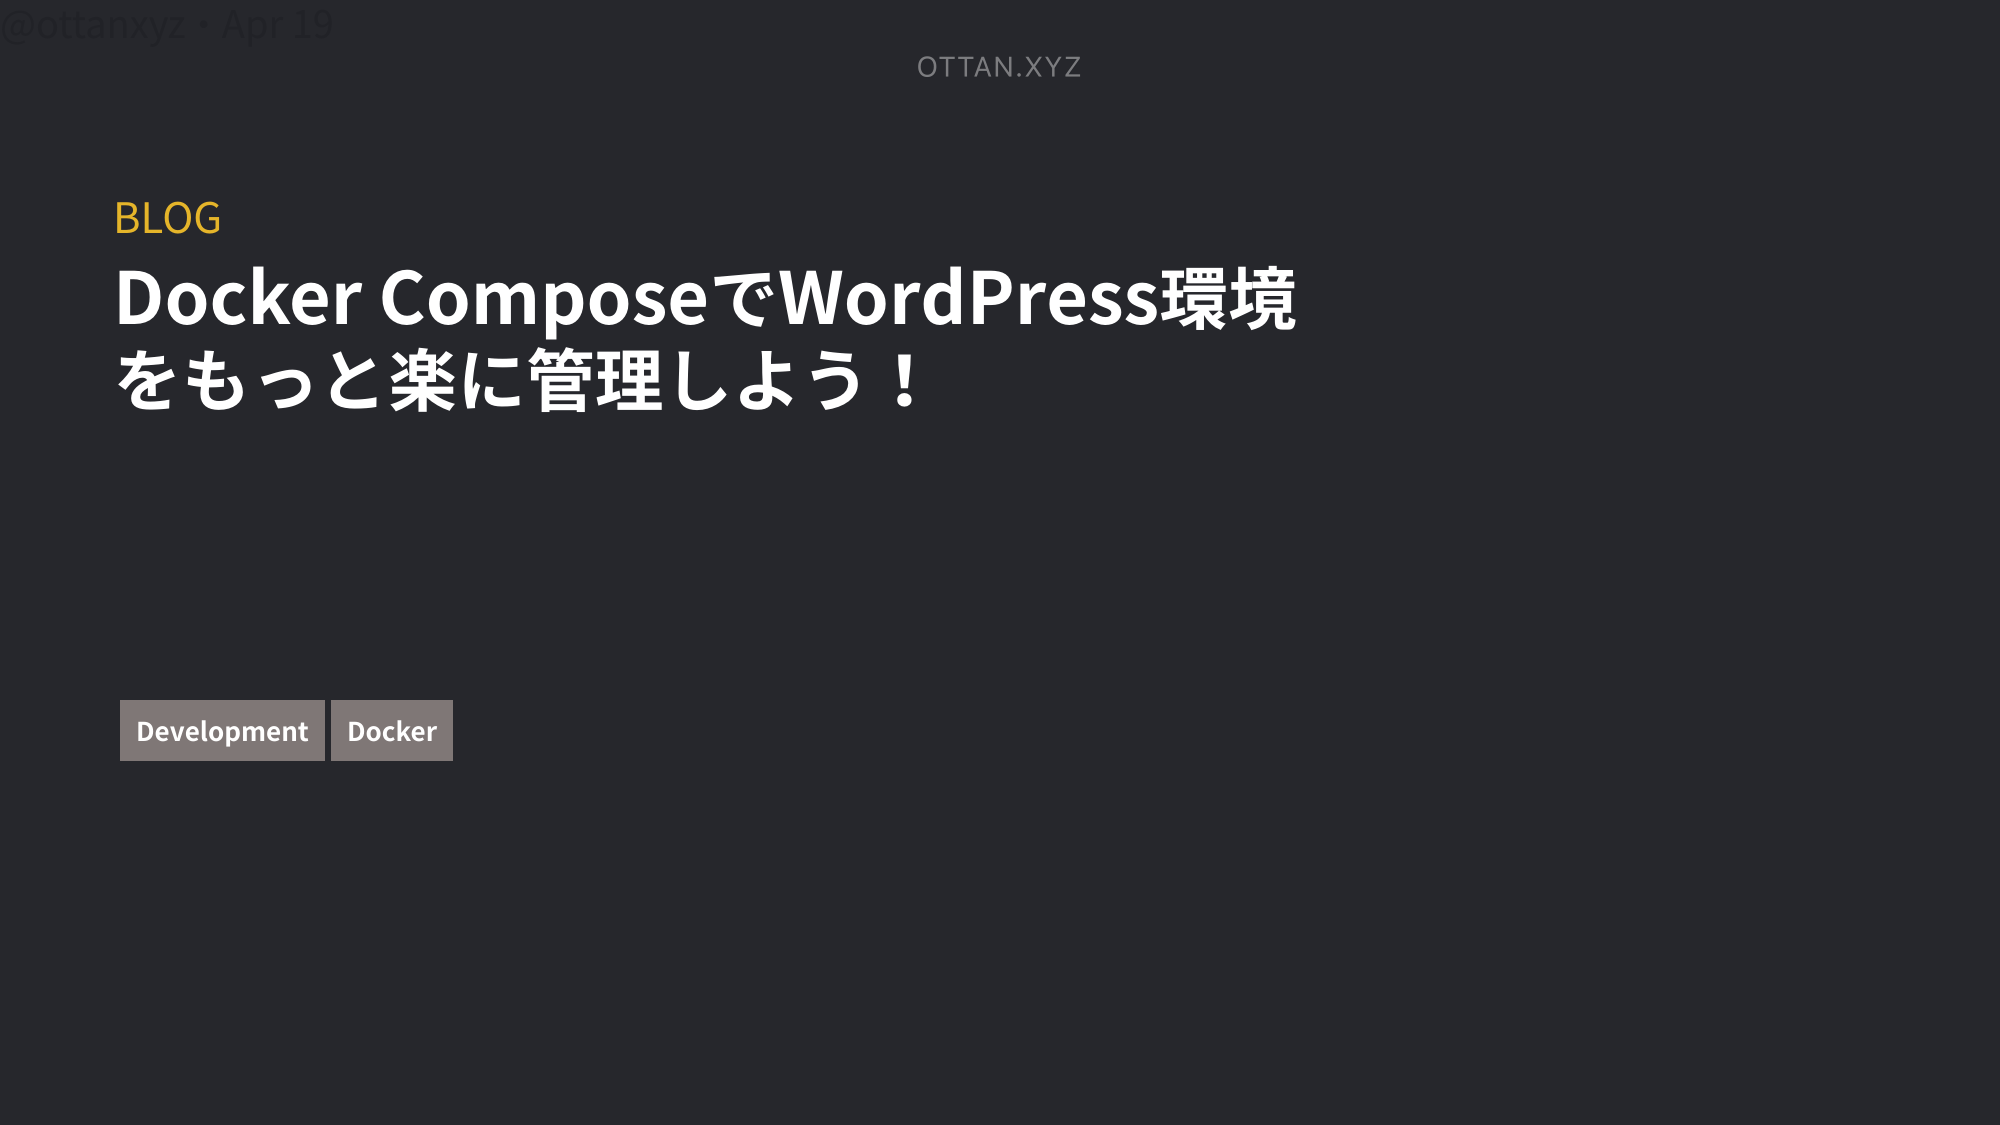 @ottanxyz・Apr 19
OTTAN.XYZ
BLOG
Docker ComposeでWordPress環境
をもっと楽に管理しよう！
Development Docker